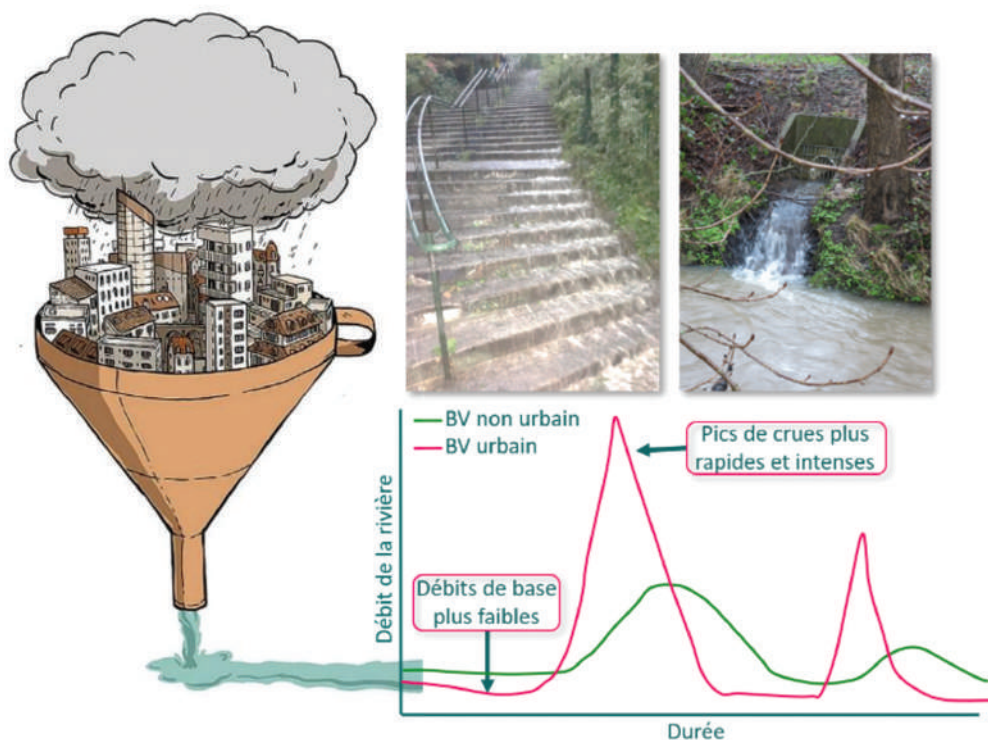 BV non urbain
BV urbain
Pics de crues plus
rapides et intenses
Débits de base
plus faibles
Débit de la rivière
Durée